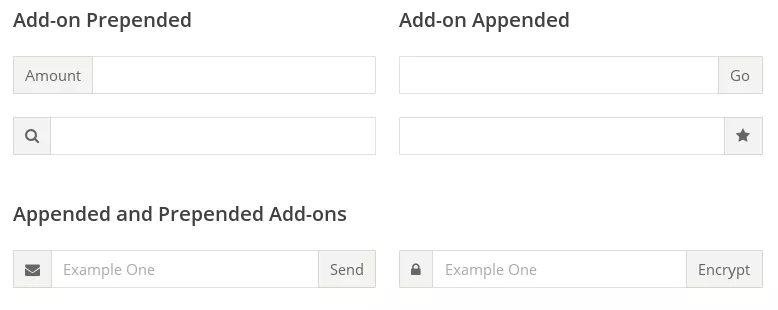 Add-on Prepended
Add-on Appended
Amount
Go
Appended and Prepended Add-ons
Example One
Send
Example One
Encrypt